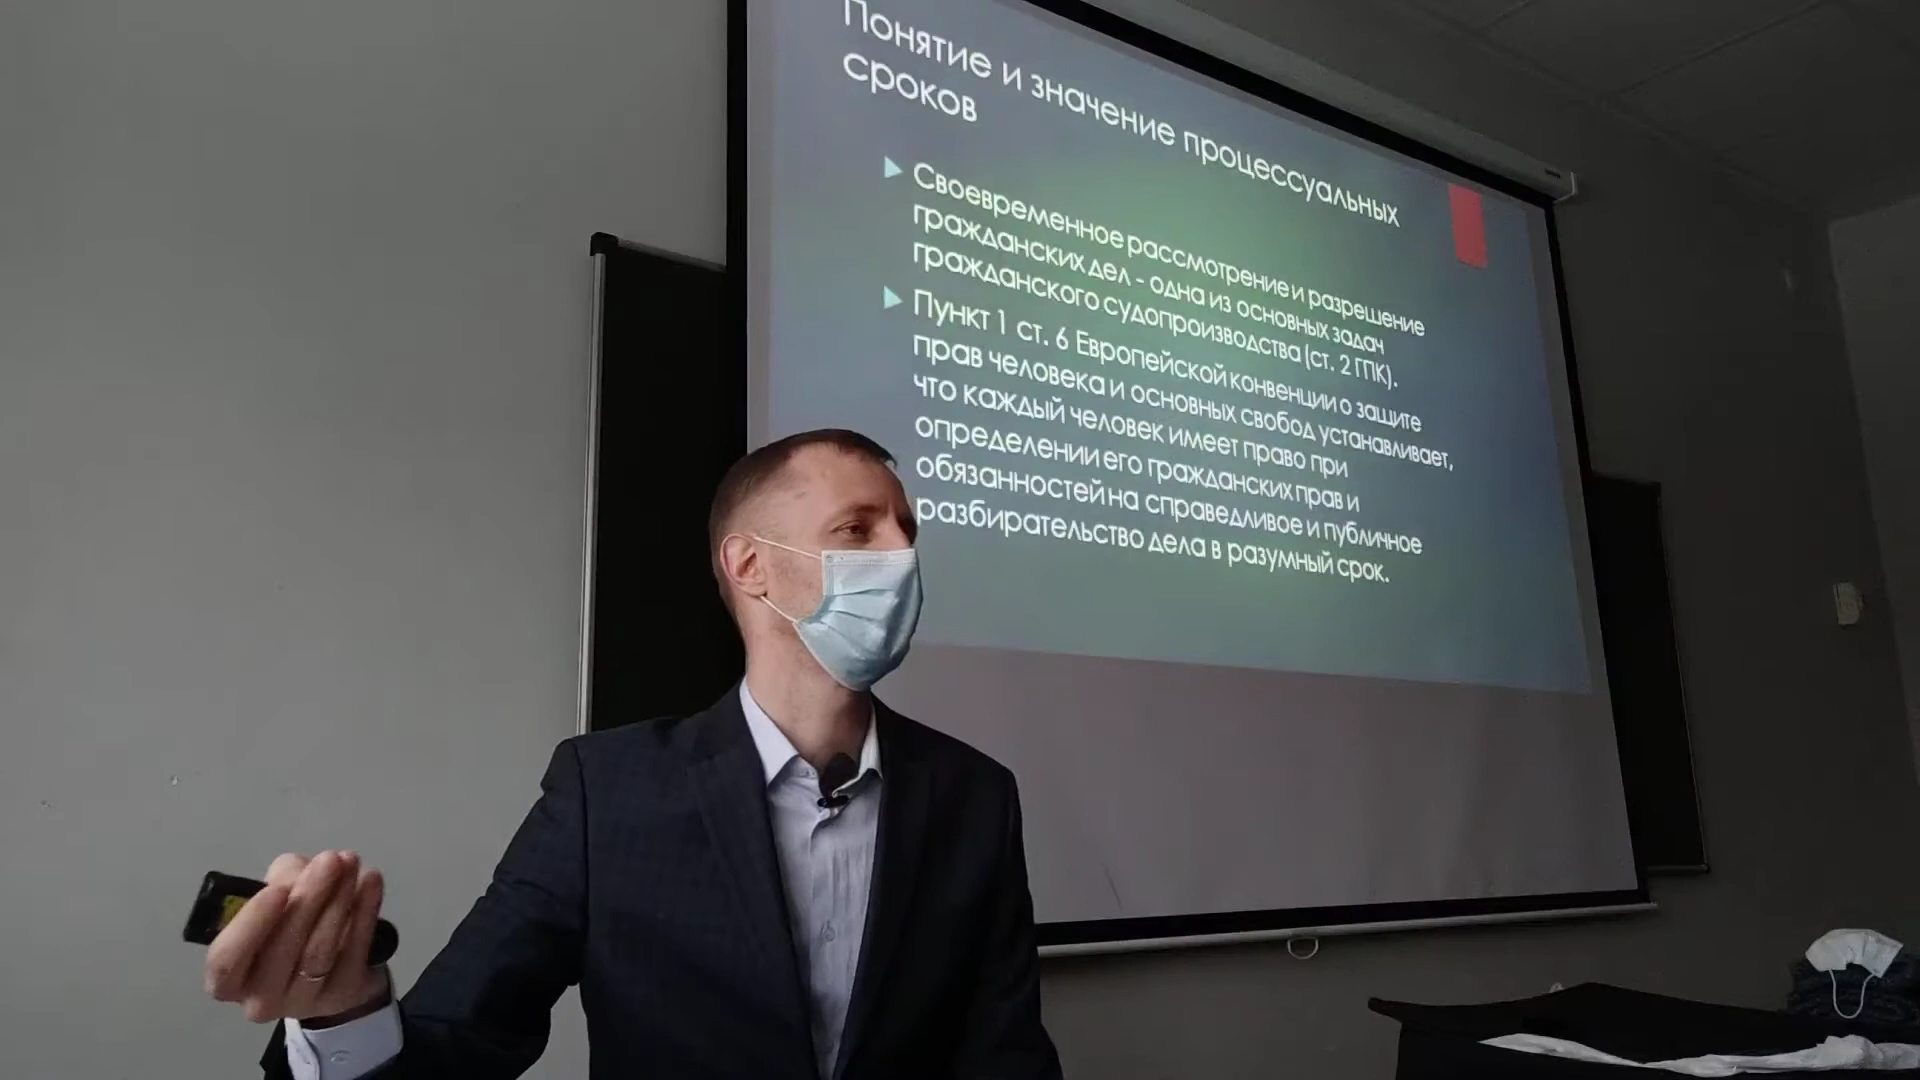 Понятие и значение процессуальных
сроков
Своевременное рассмотрение и разрешение
гражданских дел - одна из основных задач
гражданского судопроизводства (ст. 2 ГПК).
Пункт 1 ст. 6 Европейской конвенции о защите
прав человека и основных свобод устанавливает,
что каждый человек имеет право при
определении его гражданских прав и
обязанностей на справедливое и публичное
разбирательство дела в разумный срок.